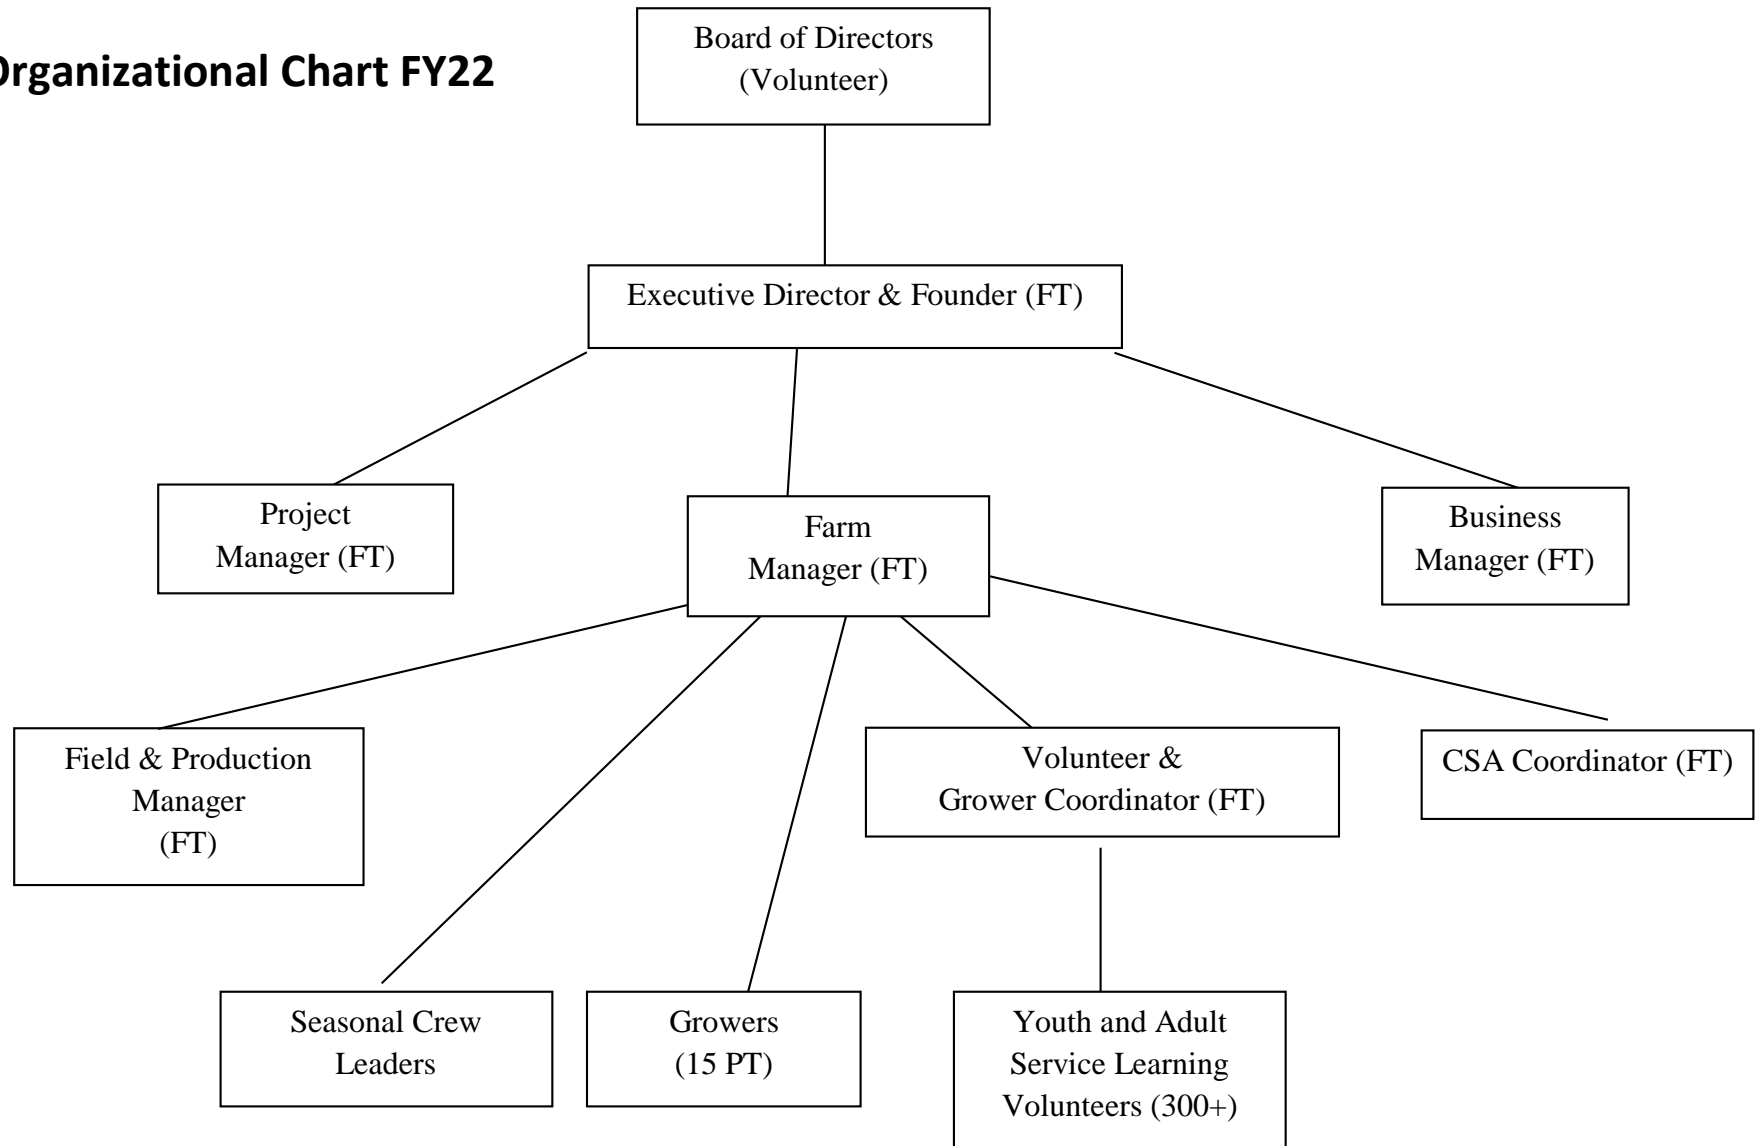 Board of Directors
(Volunteer)
Organizational Chart FY22
Executive Director & Founder (FT)
Project
Manager (FT)
Farm
Manager (FT)
Business
Manager (FT)
Field & Production
Manager
(FT)
Volunteer &
Grower Coordinator (FT)
CSA Coordinator (FT)
Seasonal Crew
Leaders
Growers
(15 PT)
Youth and Adult
Service Learning
Volunteers (300+)